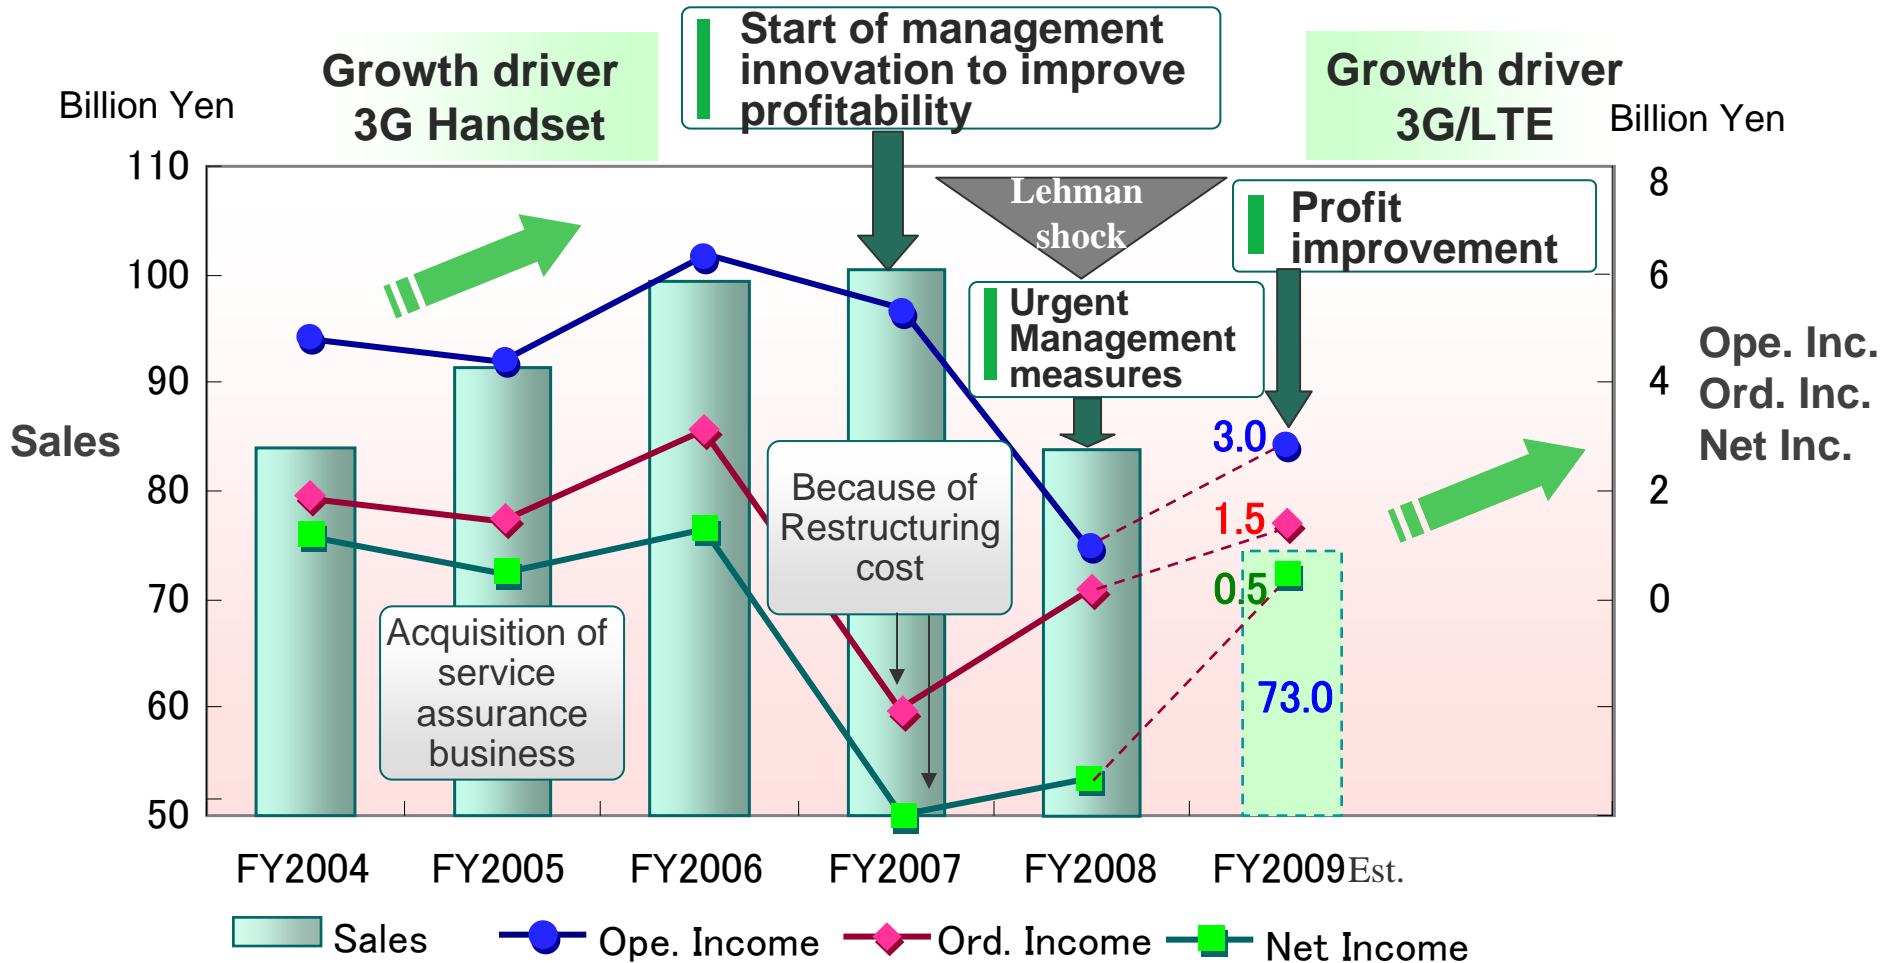 Start of management
innovation to improve
profitability
Growth driver
3G Handset
Growth driver
3G/LTE
Billion Yen
Billion Yen
110
100
90
80
70
60
50
Sales
8
6
4
2
0
Ope. Inc.
Ord. Inc.
Net Inc.
Lehman
shock
Profit
improvement
Urgent
Management
measures
Because of
Restructuring
cost
Acquisition of
service
assurance
business
3.0
1.5
0.5
73.0
FY2004
FY2005
FY2006
FY2007
FY2008
FY2009 Est.
Sales
Ope. Income
Ord. Income
Net Income